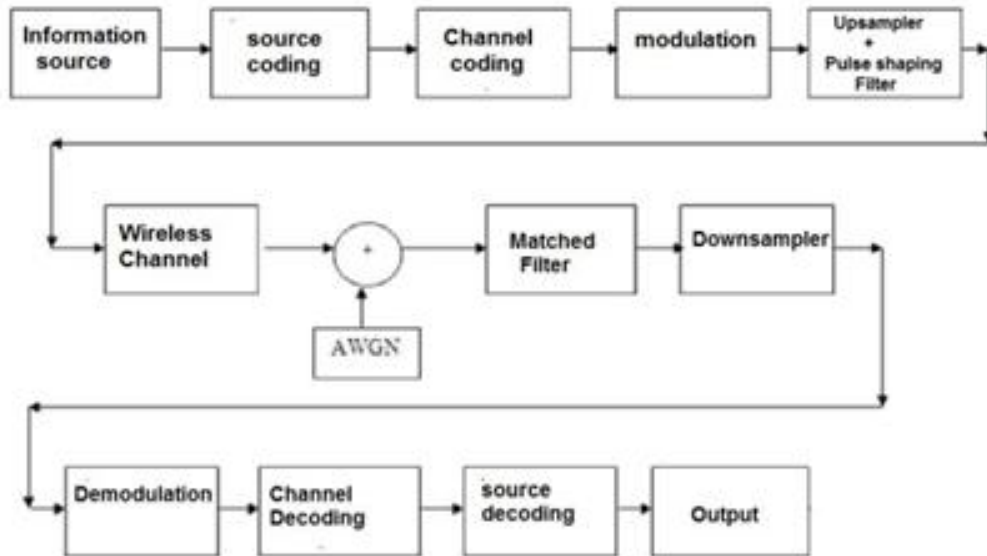 Information
source
source
coding
Channel
coding
modulation
Upsampler
+
Pulse shaping
Filter
Wireless
Channel
+
AWGN
Matched
Filter
Downsampler
Demodulation
Channel
Decoding
source
decoding
Output